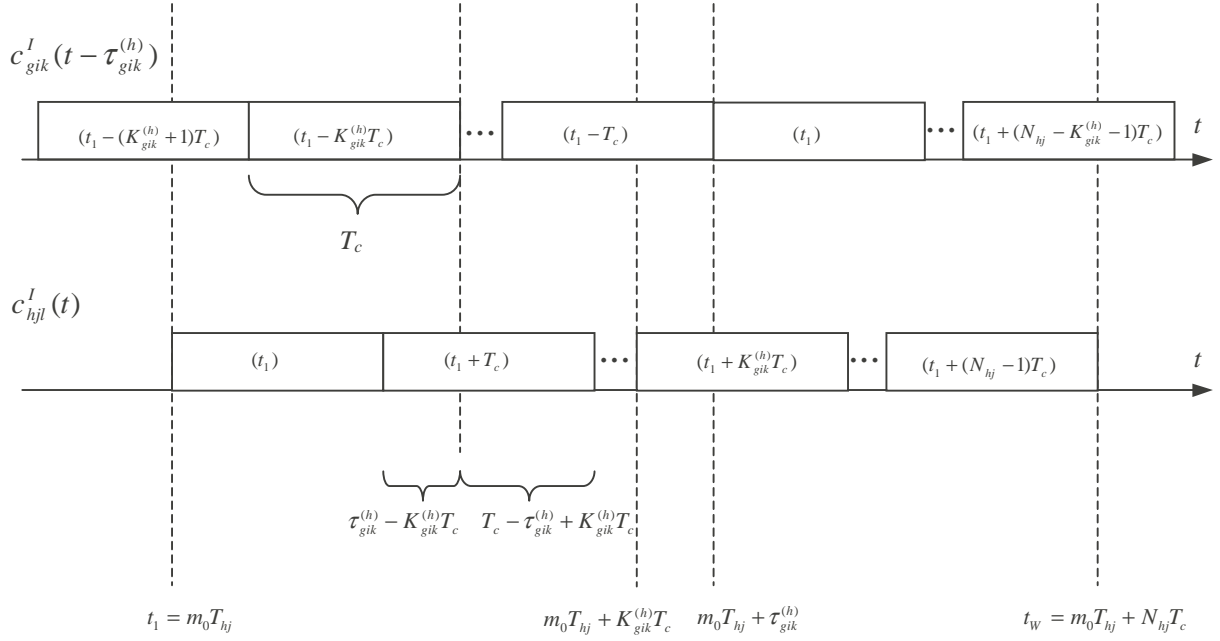 c^I_{gik}(t − τ^{(h)}_{gik})
(t_1 − (K^{(h)}_{gik} + 1)T_c) (t_1 − K^{(h)}_{gik}T_c) ••• (t_1 − T_c) (t_1) ••• (t_1 + (N_{hj} − K^{(h)}_{gik} − 1)T_c) t
T_c
c^I_{hjl}(t)
(t_1) (t_1 + T_c) ••• (t_1 + K^{(h)}_{gik}T_c) ••• (t_1 + (N_{hj} − 1)T_c) t
τ^{(h)}_{gik} − K^{(h)}_{gik}T_c T_c − τ^{(h)}_{gik} + K^{(h)}_{gik}T_c
t_1 = m_0T_{hj} m_0T_{hj} + K^{(h)}_{gik}T_c m_0T_{hj} + τ^{(h)}_{gik} t_W = m_0T_{hj} + N_{hj}T_c